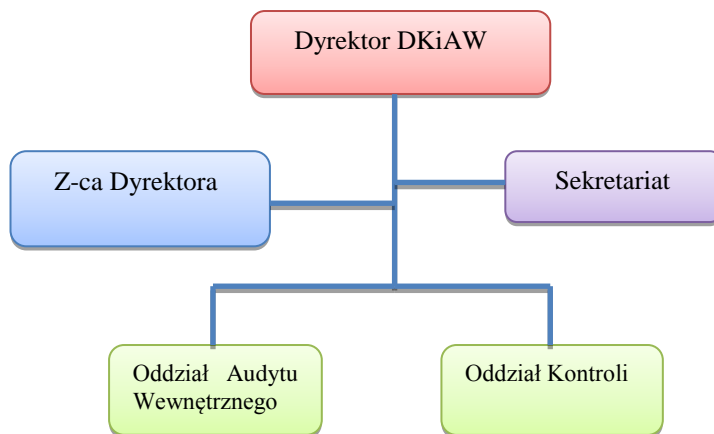 Dyrektor DKiAW
Z-ca Dyrektora
Sekretariat
Oddział Audytu
Wewnętrznego
Oddział Kontroli